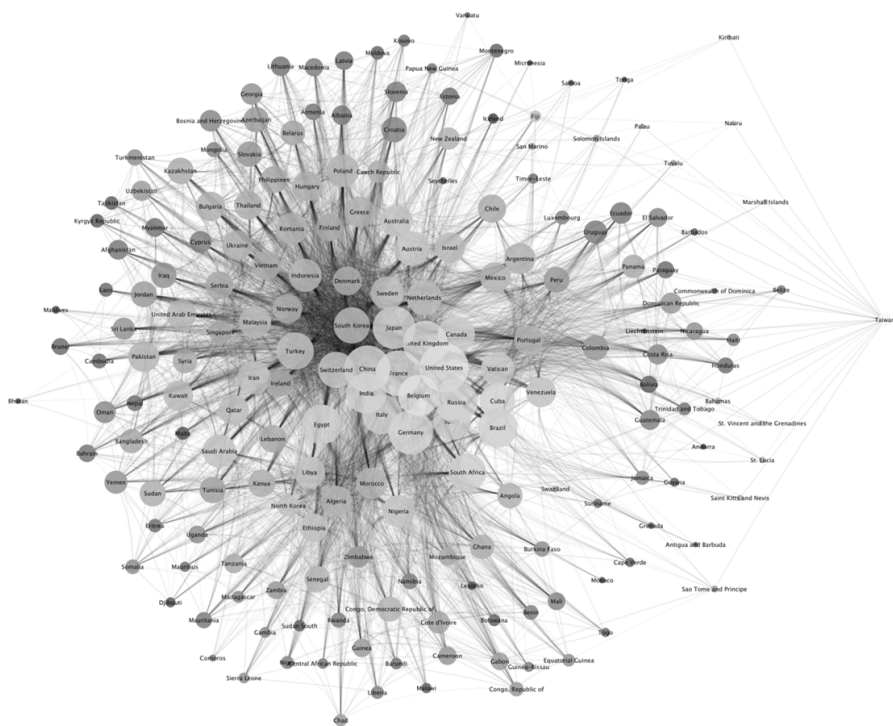 Vanuatu
Kiribati
Kosovo
Moldova
Montenegro
Latvia
Micronesia
Lithuania
Macedonia
Papua New Guinea
Samoa
Tonga
Slovenia
Georgia
Estonia
Armenia
Albania
Fiji
Iceland
Bosnia and Herzegovina
Azerbaijan
Nauru
Palau
Belarus
Croatia
New Zealand
Solomon Islands
Mongolia
San Marino
Slovakia
Turkmenistan
Tuvalu
Kazakhstan
Poland
Czech Republic
Philippines
Seychelles
Timor-Leste
Hungary
Uzbekistan
Tajikistan
Marshall Islands
Bulgaria
Thailand
Chile
Greece
Ecuador
Luxembourg
El Salvador
Kyrgyz Republic
Australia
Myanmar
Romania
Finland
Uruguay
Barbados
Cyprus
Ukraine
Austria
Israel
Afghanistan
Argentina
Vietnam
Panama
Paraguay
Iraq
Indonesia
Denmark
Mexico
Peru
Serbia
Laos
Jordan
Sweden
Netherlands
Commonwealth of Dominica
Belize
Dominican Republic
Maldives
Norway
United Arab Emirates
Taiwan
Malaysia
South Korea
Japan
Sri Lanka
Singapore
Canada
Liechtenstein
Nicaragua
Portugal
Haiti
Brunei
United Kingdom
Colombia
Turkey
Costa Rica
Pakistan
Syria
Cambodia
Switzerland
China
United States
Vatican
Honduras
France
Iran
Ireland
Bolivia
Kuwait
India
Belgium
Venezuela
Nepal
Cuba
Russia
Bahamas
Oman
Qatar
Trinidad and Tobago
Italy
Guatemala
Egypt
St. Vincent and the Grenadines
Brazil
Malta
Germany
Bangladesh
Lebanon
Andorra
Saudi Arabia
Bahrain
St. Lucia
Libya
South Africa
Jamaica
Yemen
Kenya
Morocco
Guyana
Sudan
Tunisia
Swaziland
Angola
Saint Kitts and Nevis
Algeria
North Korea
Suriname
Nigeria
Eritrea
Ethiopia
Grenada
Uganda
Antigua and Barbuda
Ghana
Burkina Faso
Zimbabwe
Mozambique
Tanzania
Cape Verde
Somalia
Mauritius
Senegal
Monaco
Namibia
Lesotho
Sao Tome and Principe
Zambia
Madagascar
Djibouti
Mali
Congo, Democratic Republic of
Benin
Mauritania
Rwanda
Botswana
Cote d'Ivoire
Sudan South
Gambia
Togo
Guinea
Comoros
Cameroon
Gabon
Equatorial Guinea
Central African Republic
Burundi
Guinea-Bissau
Sierra Leone
Malawi
Congo, Republic of
Liberia
Chad
Bhutan